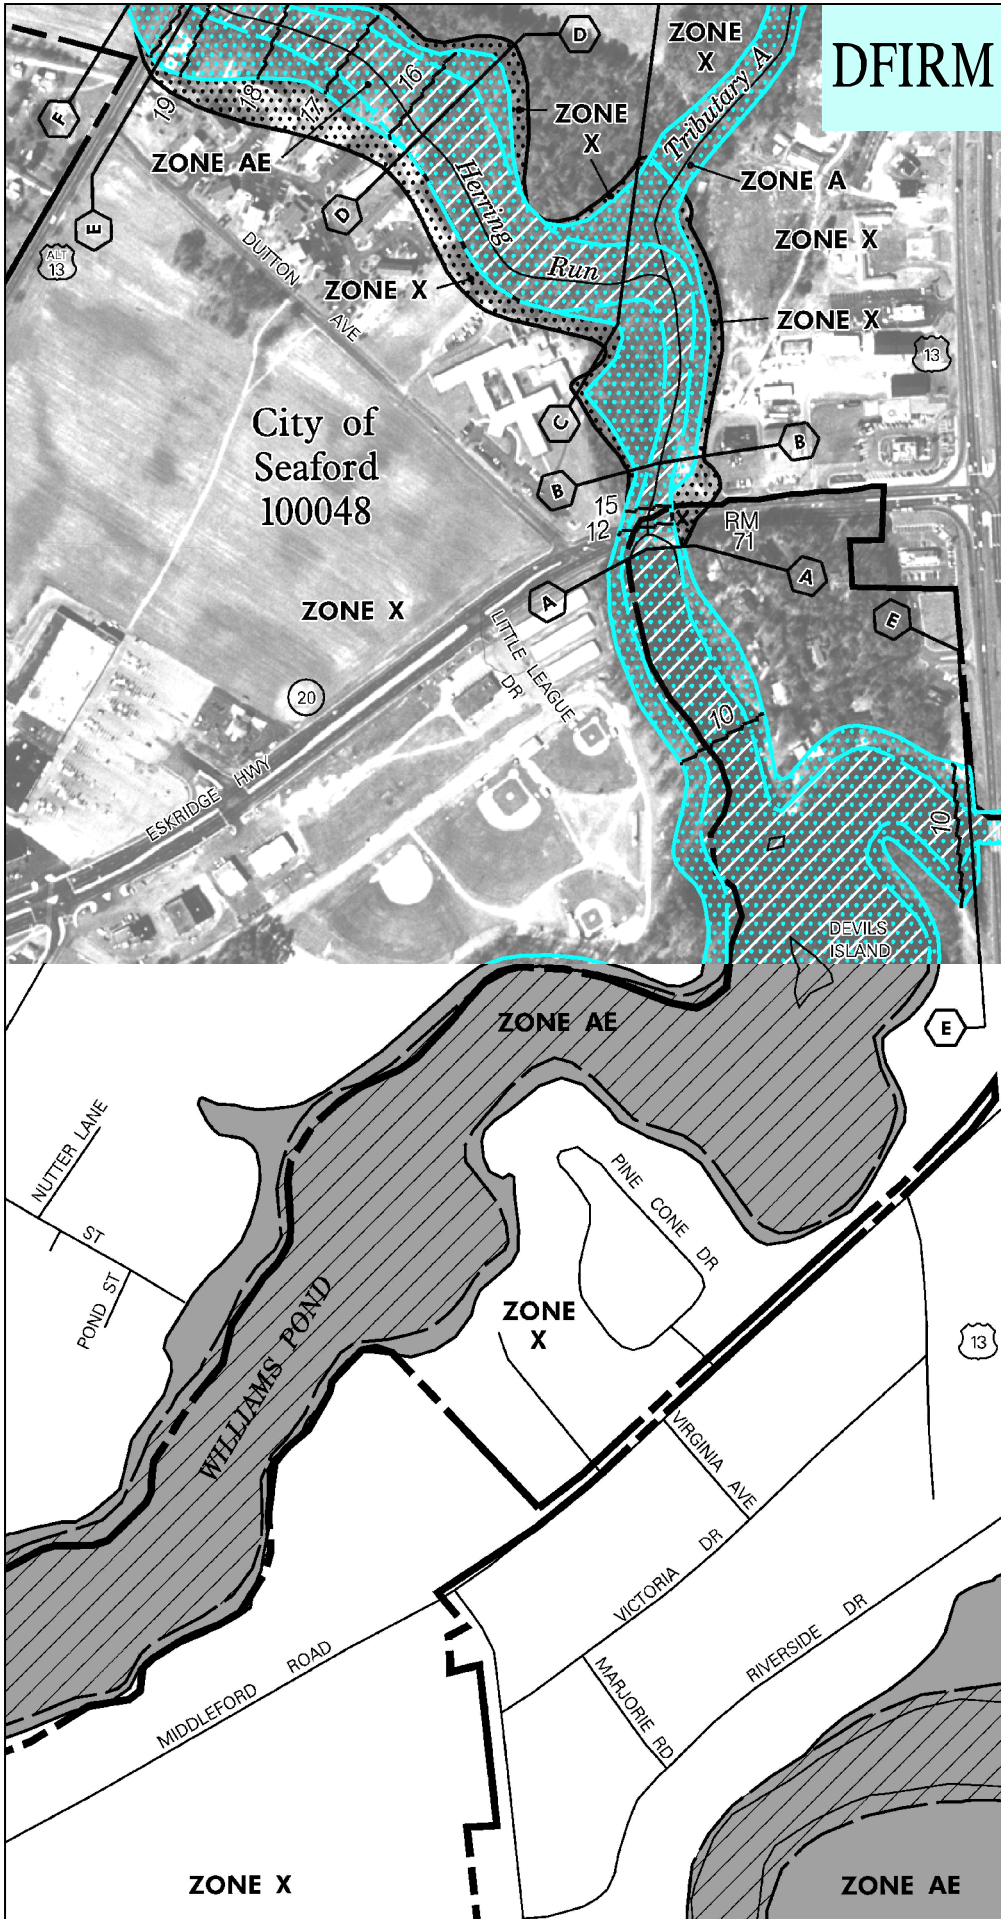 DFIRM
D
ZONE
X
Tributary A
16
F
19
18
17
ZONE
X
ZONE AE
Herring
ZONE A
D
E
ALT
13
DUTTON
AVE
ZONE X
Run
ZONE X
ZONE X
13
City of
Seaford
100048
C
B
B
15
12
X
RM
71
A
A
ZONE X
E
LITTLE LEAGUE
DR
20
10
ESKRIDGE HWY
10
DEVILS
ISLAND
ZONE AE
E
NUTTER LANE
ST
POND ST
PINE CONE DR
ZONE
X
WILLIAMS POND
13
VIRGINIA AVE
VICTORIA DR
RIVERSIDE DR
MARJORIE RD
MIDDLEFORD ROAD
ZONE X
ZONE AE